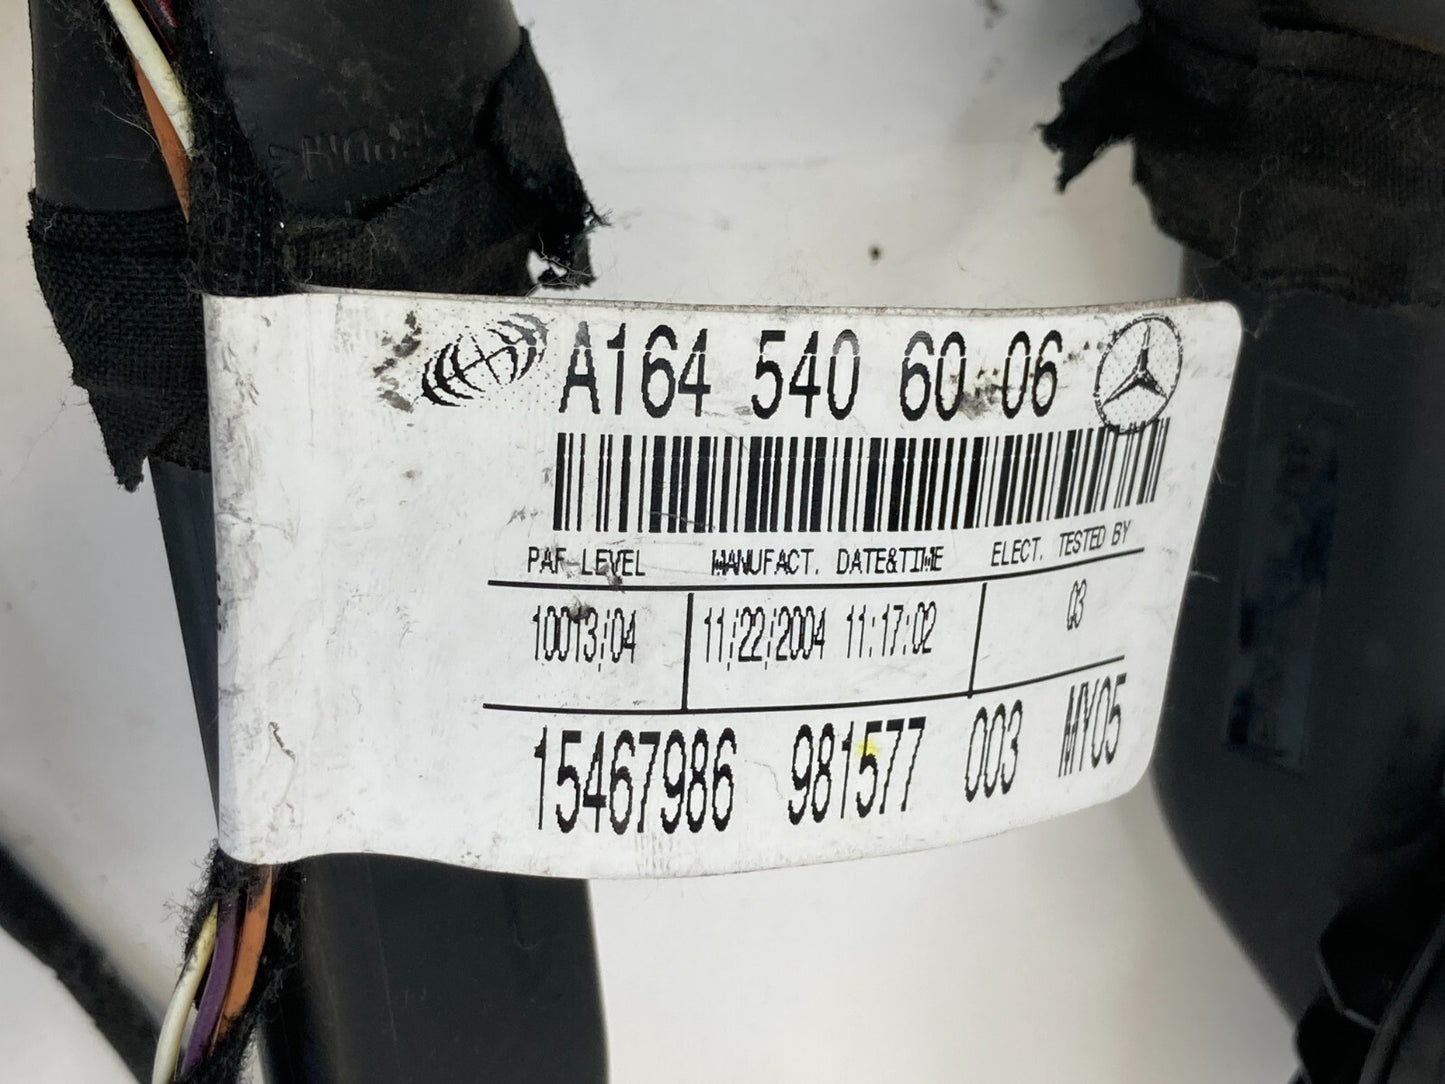 A164 540 60 06
PAF-LEVEL MANUFACT. DATE&TIME ELECT. TESTED BY
10013/04 11/22/2004 11:17:02 03
15467986 981577 003 MY05